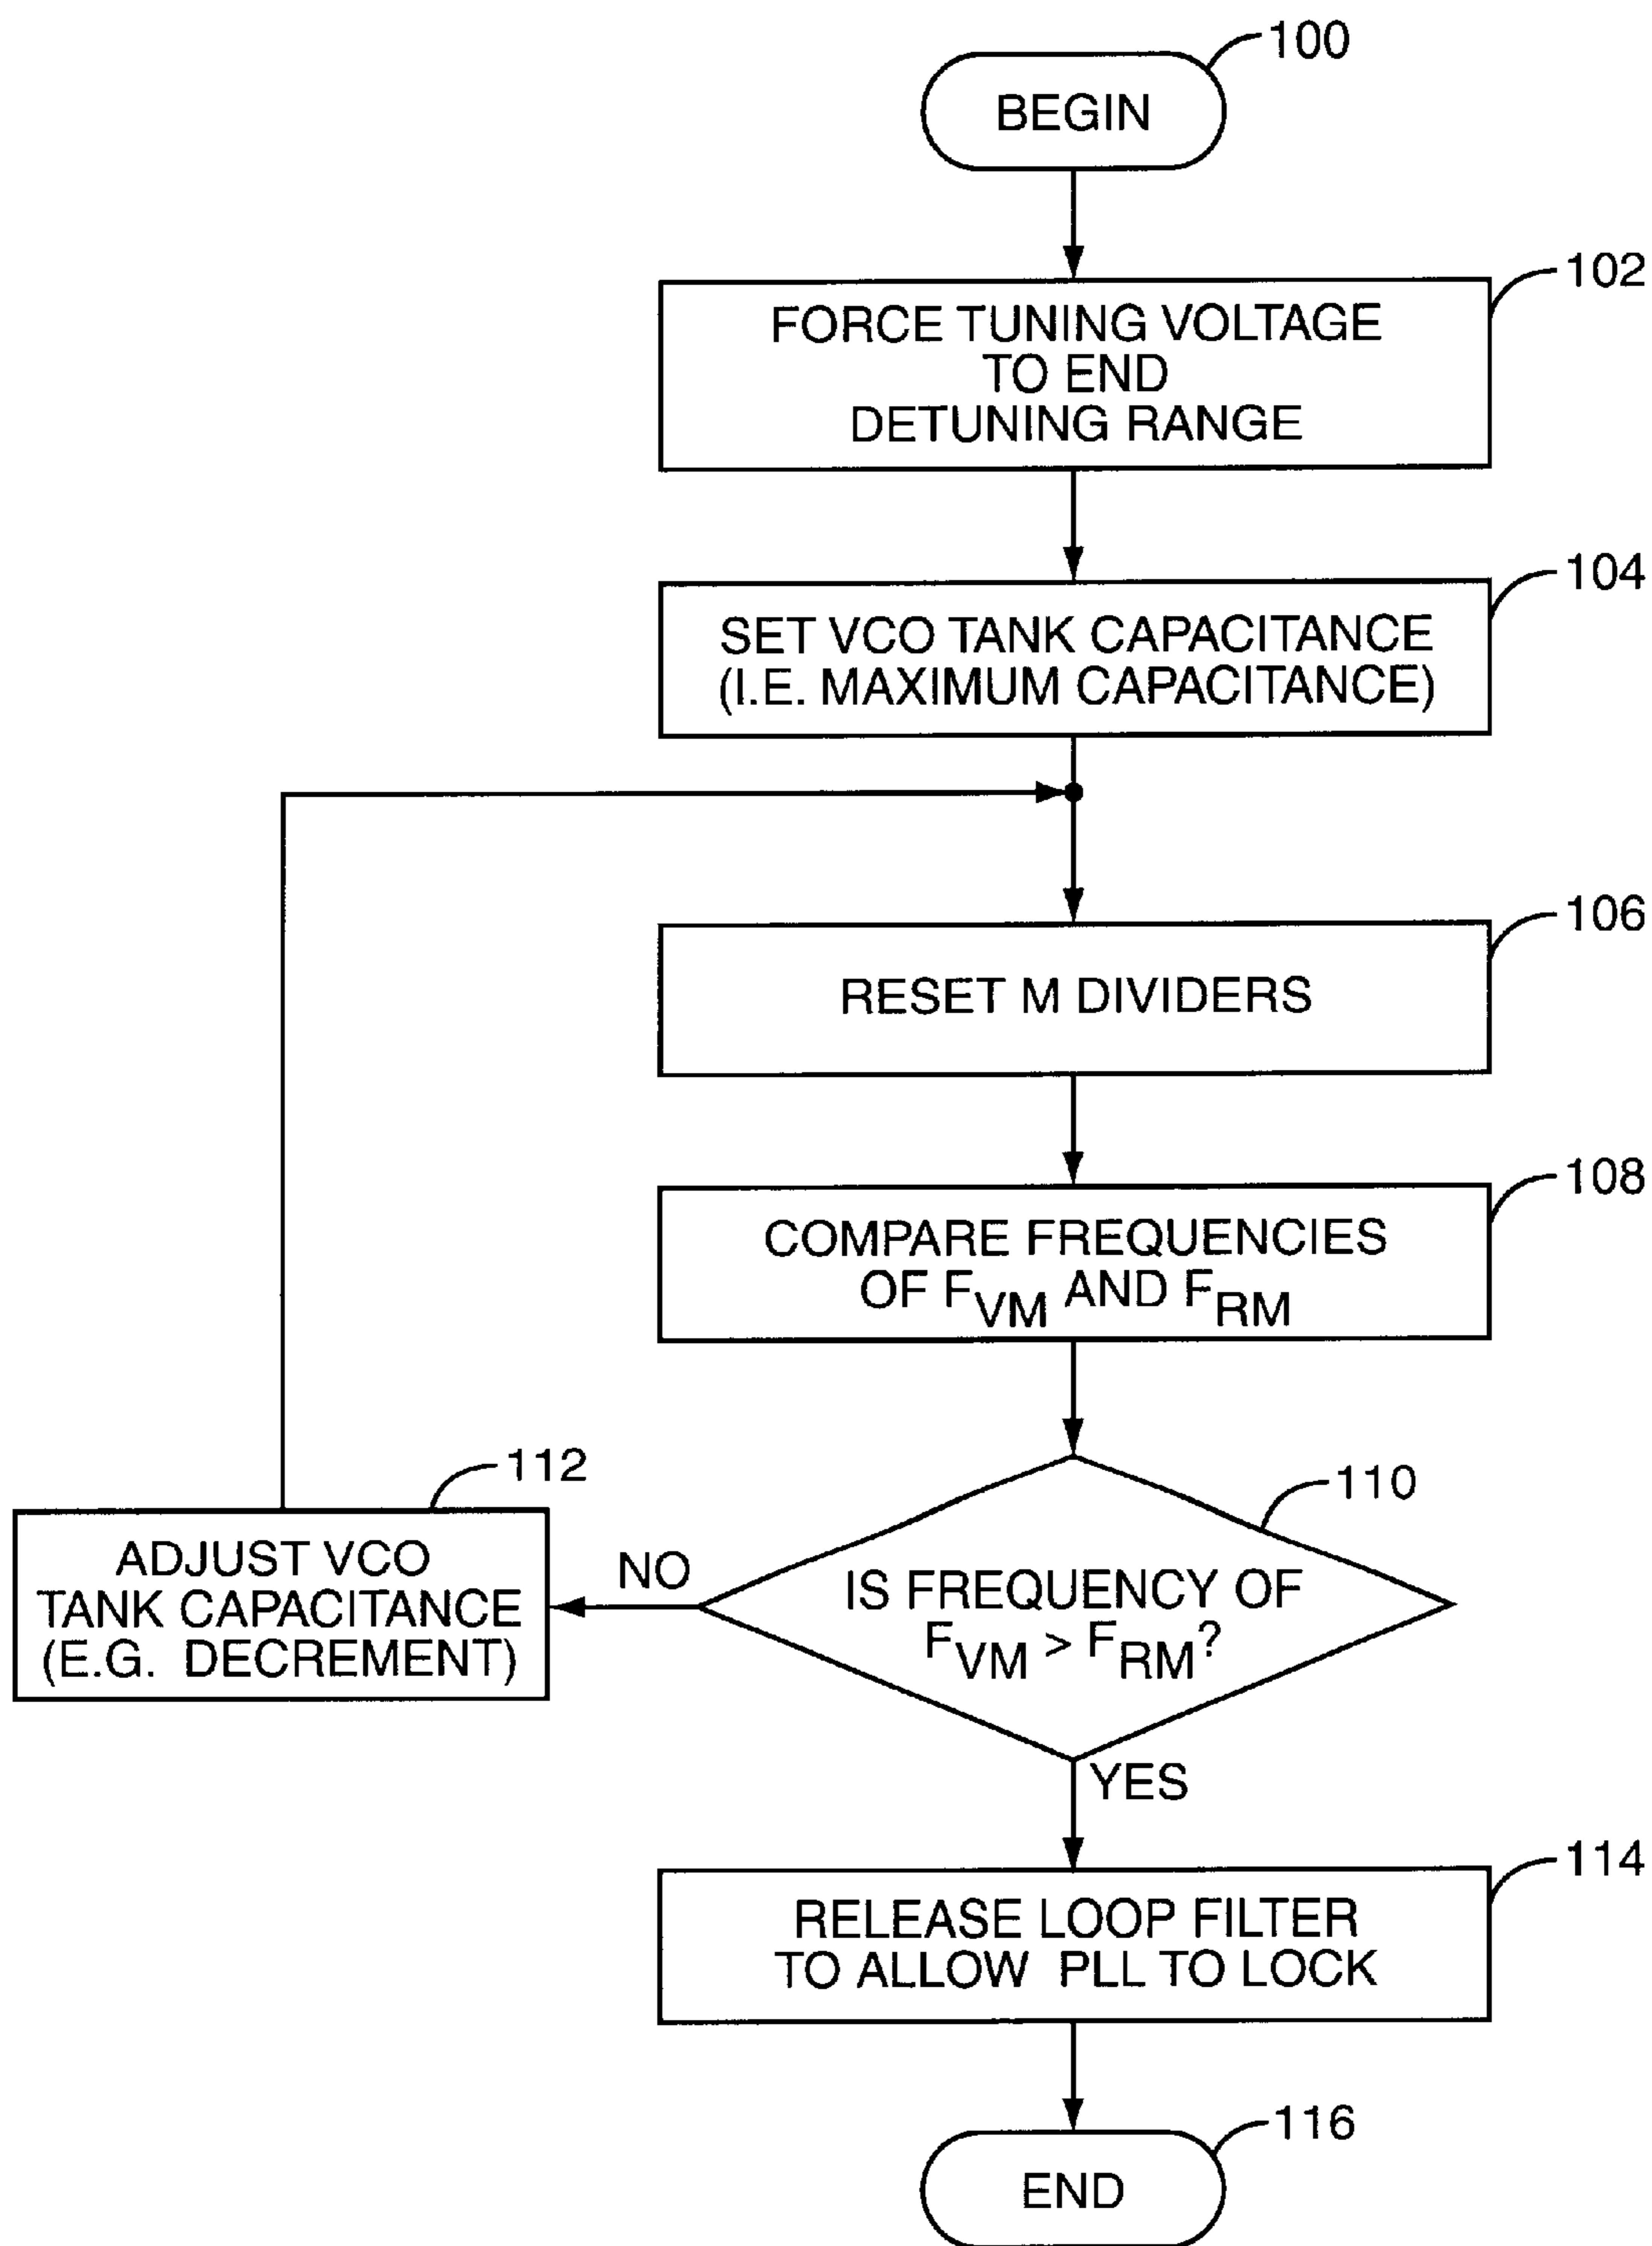 100
BEGIN
102
FORCE TUNING VOLTAGE
TO END
DETUNING RANGE
104
SET VCO TANK CAPACITANCE
(I.E. MAXIMUM CAPACITANCE)
106
RESET M DIVIDERS
108
COMPARE FREQUENCIES
OF FVM AND FRM
110
IS FREQUENCY OF
FVM > FRM?
NO
112
ADJUST VCO
TANK CAPACITANCE
(E.G. DECREMENT)
YES
114
RELEASE LOOP FILTER
TO ALLOW PLL TO LOCK
116
END